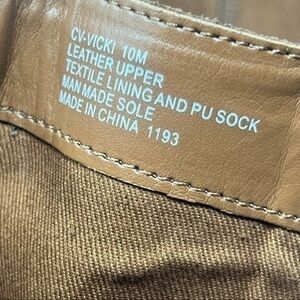 CV-VICKI 10M
LEATHER UPPER
TEXTILE LINING AND PU SOCK
MAN MADE SOLE
MADE IN CHINA 1193